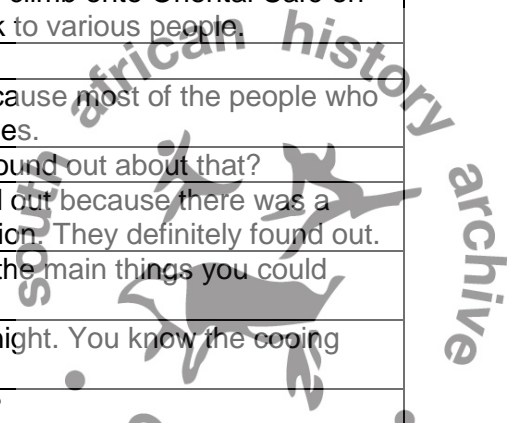 climb onto Oriental Cafe on
k to various people.
cause most of the people who
es.
ound out about that?
d out because there was a
ion. They definitely found out.
the main things you could
ight. You know the cooing
south african history archive